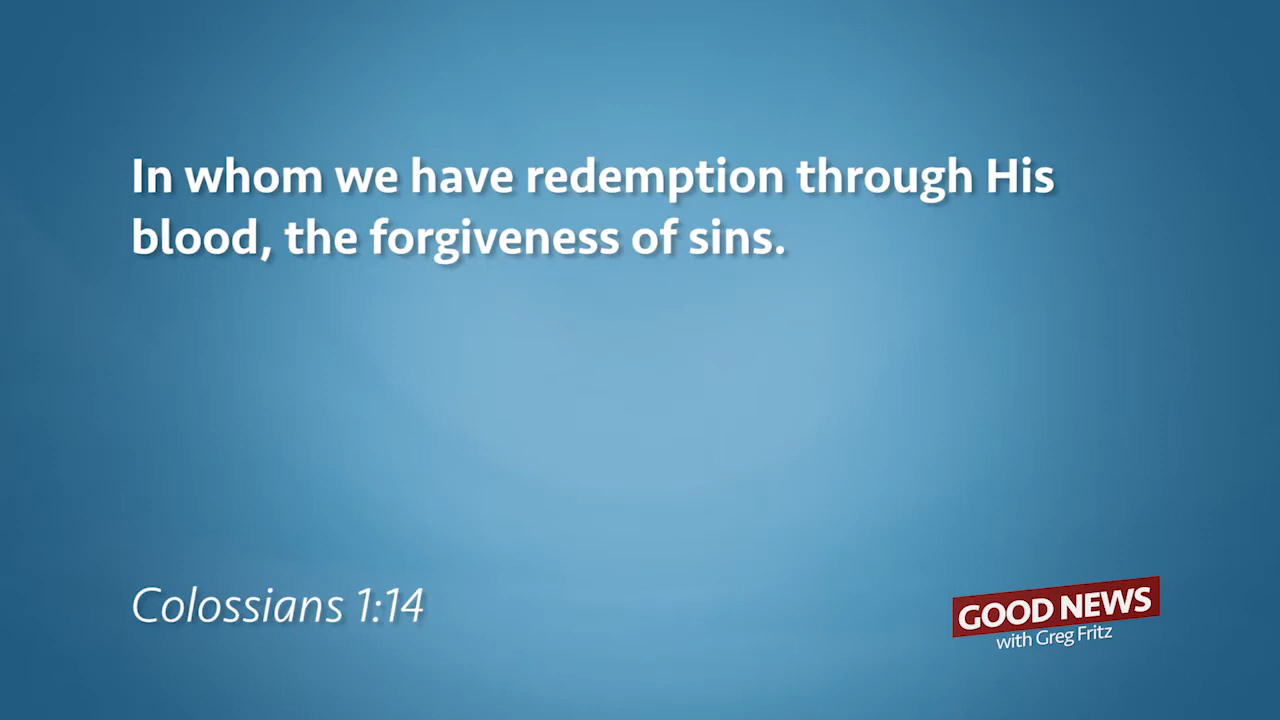 In whom we have redemption through His
blood, the forgiveness of sins.
Colossians 1:14
GOOD NEWS
with Greg Fritz